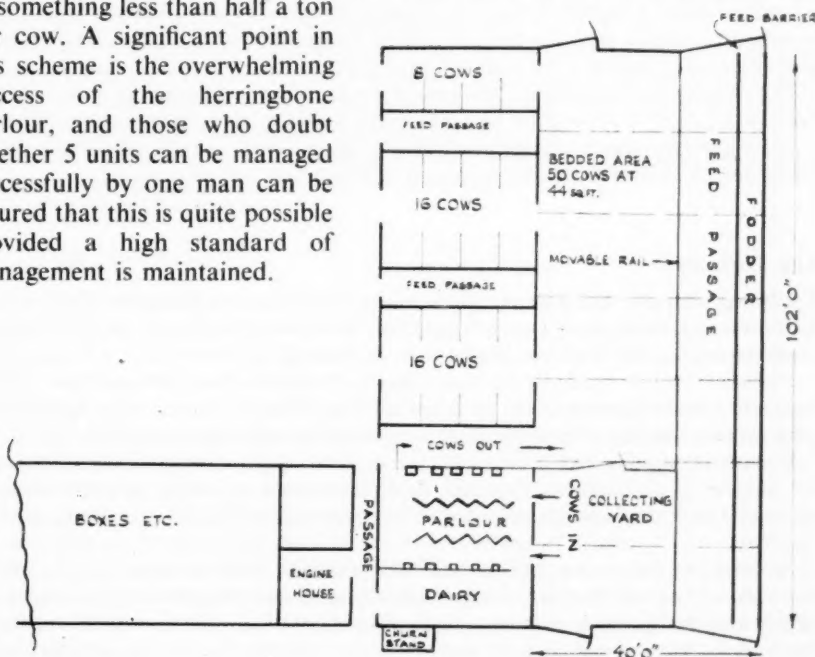 something less than half a ton
r cow. A significant point in
s scheme is the overwhelming
ccess of the herringbone
rlour, and those who doubt
ether 5 units can be managed
ccessfully by one man can be
ured that this is quite possible
ovided a high standard of
nagement is maintained.
FEED BARRIER
8 COWS
FEED PASSAGE
BEDDED AREA
50 COWS AT
44 SQ.FT.
16 COWS
FEED PASSAGE
FODDER
MOVABLE RAIL
102'.0"
FEED PASSAGE
16 COWS
COWS OUT
BOXES ETC.
PASSAGE
PARLOUR
COWS IN
COLLECTING
YARD
ENGINE
HOUSE
DAIRY
CHURN
STAND
40'.0"